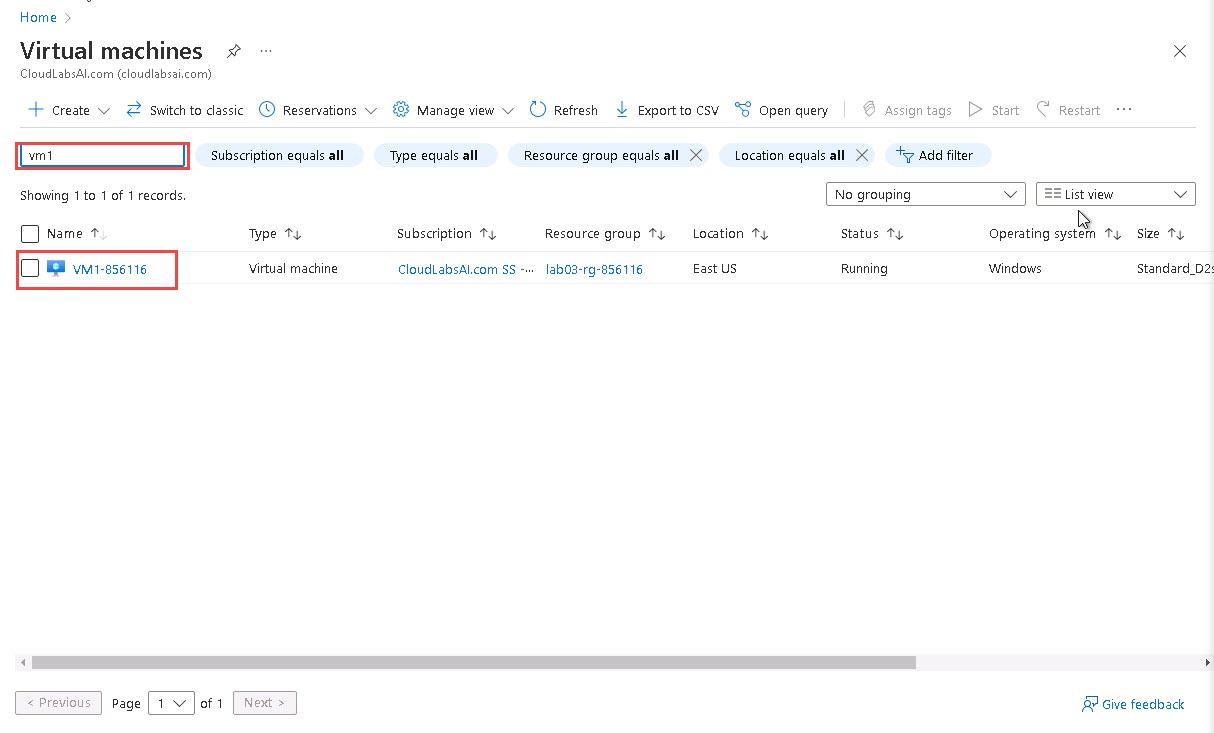 Home >
Virtual machines
CloudLabsAI.com (cloudlabsai.com)
Create Switch to classic Reservations Manage view Refresh Export to CSV Open query Assign tags Start Restart
vm1 Subscription equals all Type equals all Resource group equals all Location equals all Add filter
Showing 1 to 1 of 1 records. No grouping List view
Name Type Subscription Resource group Location Status Operating system Size
VM1-856116 Virtual machine CloudLabsAI.com SS -... lab03-rg-856116 East US Running Windows Standard_D2s
< Previous Page 1 of 1 Next > Give feedback